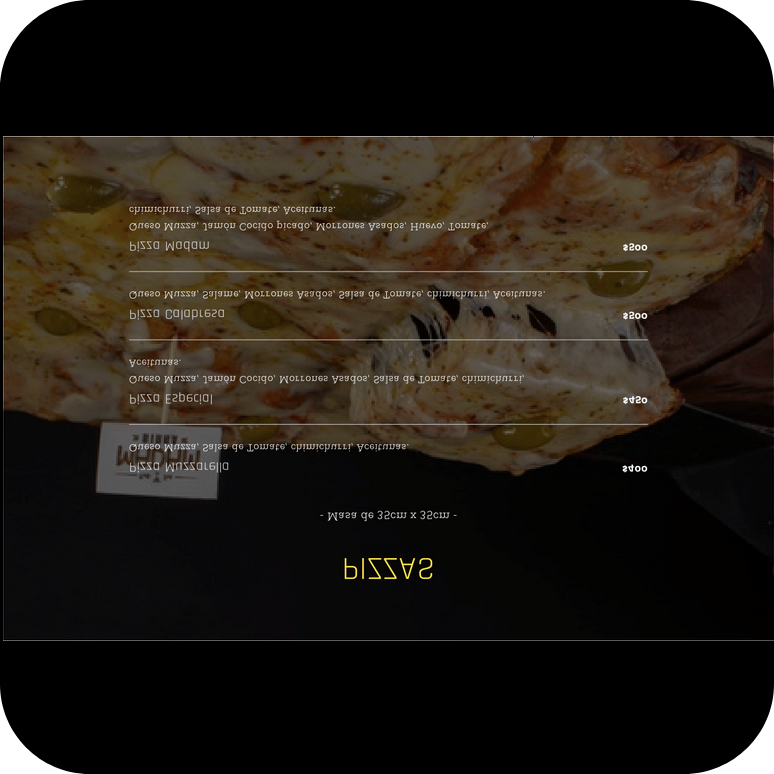 PIZZAS
- Masa de 35cm x 35cm -
Pizza Muzzarella $400
Queso Muzza, Salsa de Tomate, chimichurri, Aceitunas.
Pizza Especial $450
Queso Muzza, Jamón Cocido, Morrones Asados, Salsa de Tomate, chimichurri,
Aceitunas.
Pizza Calabresa $500
Queso Muzza, Salame, Morrones Asados, Salsa de Tomate, chimichurri, Aceitunas.
Pizza Madam $500
Queso Muzza, Jamón Cocido picado, Morrones Asados, Huevo, Tomate,
chimichurri, Salsa de Tomate, Aceitunas.
MADAM